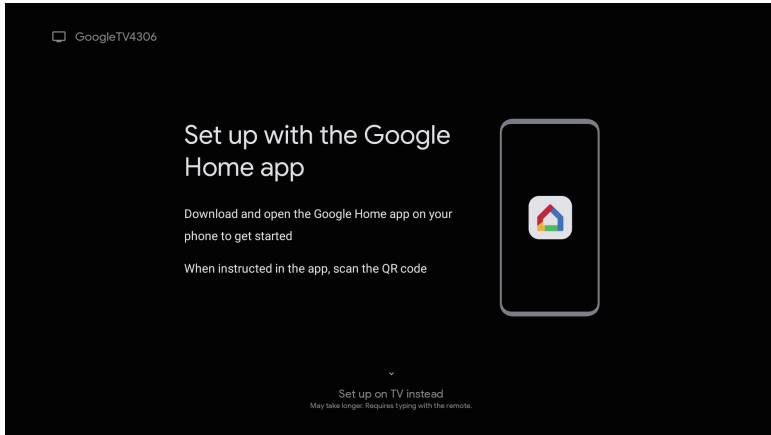 GoogleTV4306
Set up with the Google
Home app
Download and open the Google Home app on your
phone to get started
When instructed in the app, scan the QR code
Set up on TV instead
May take longer. Requires typing with the remote.